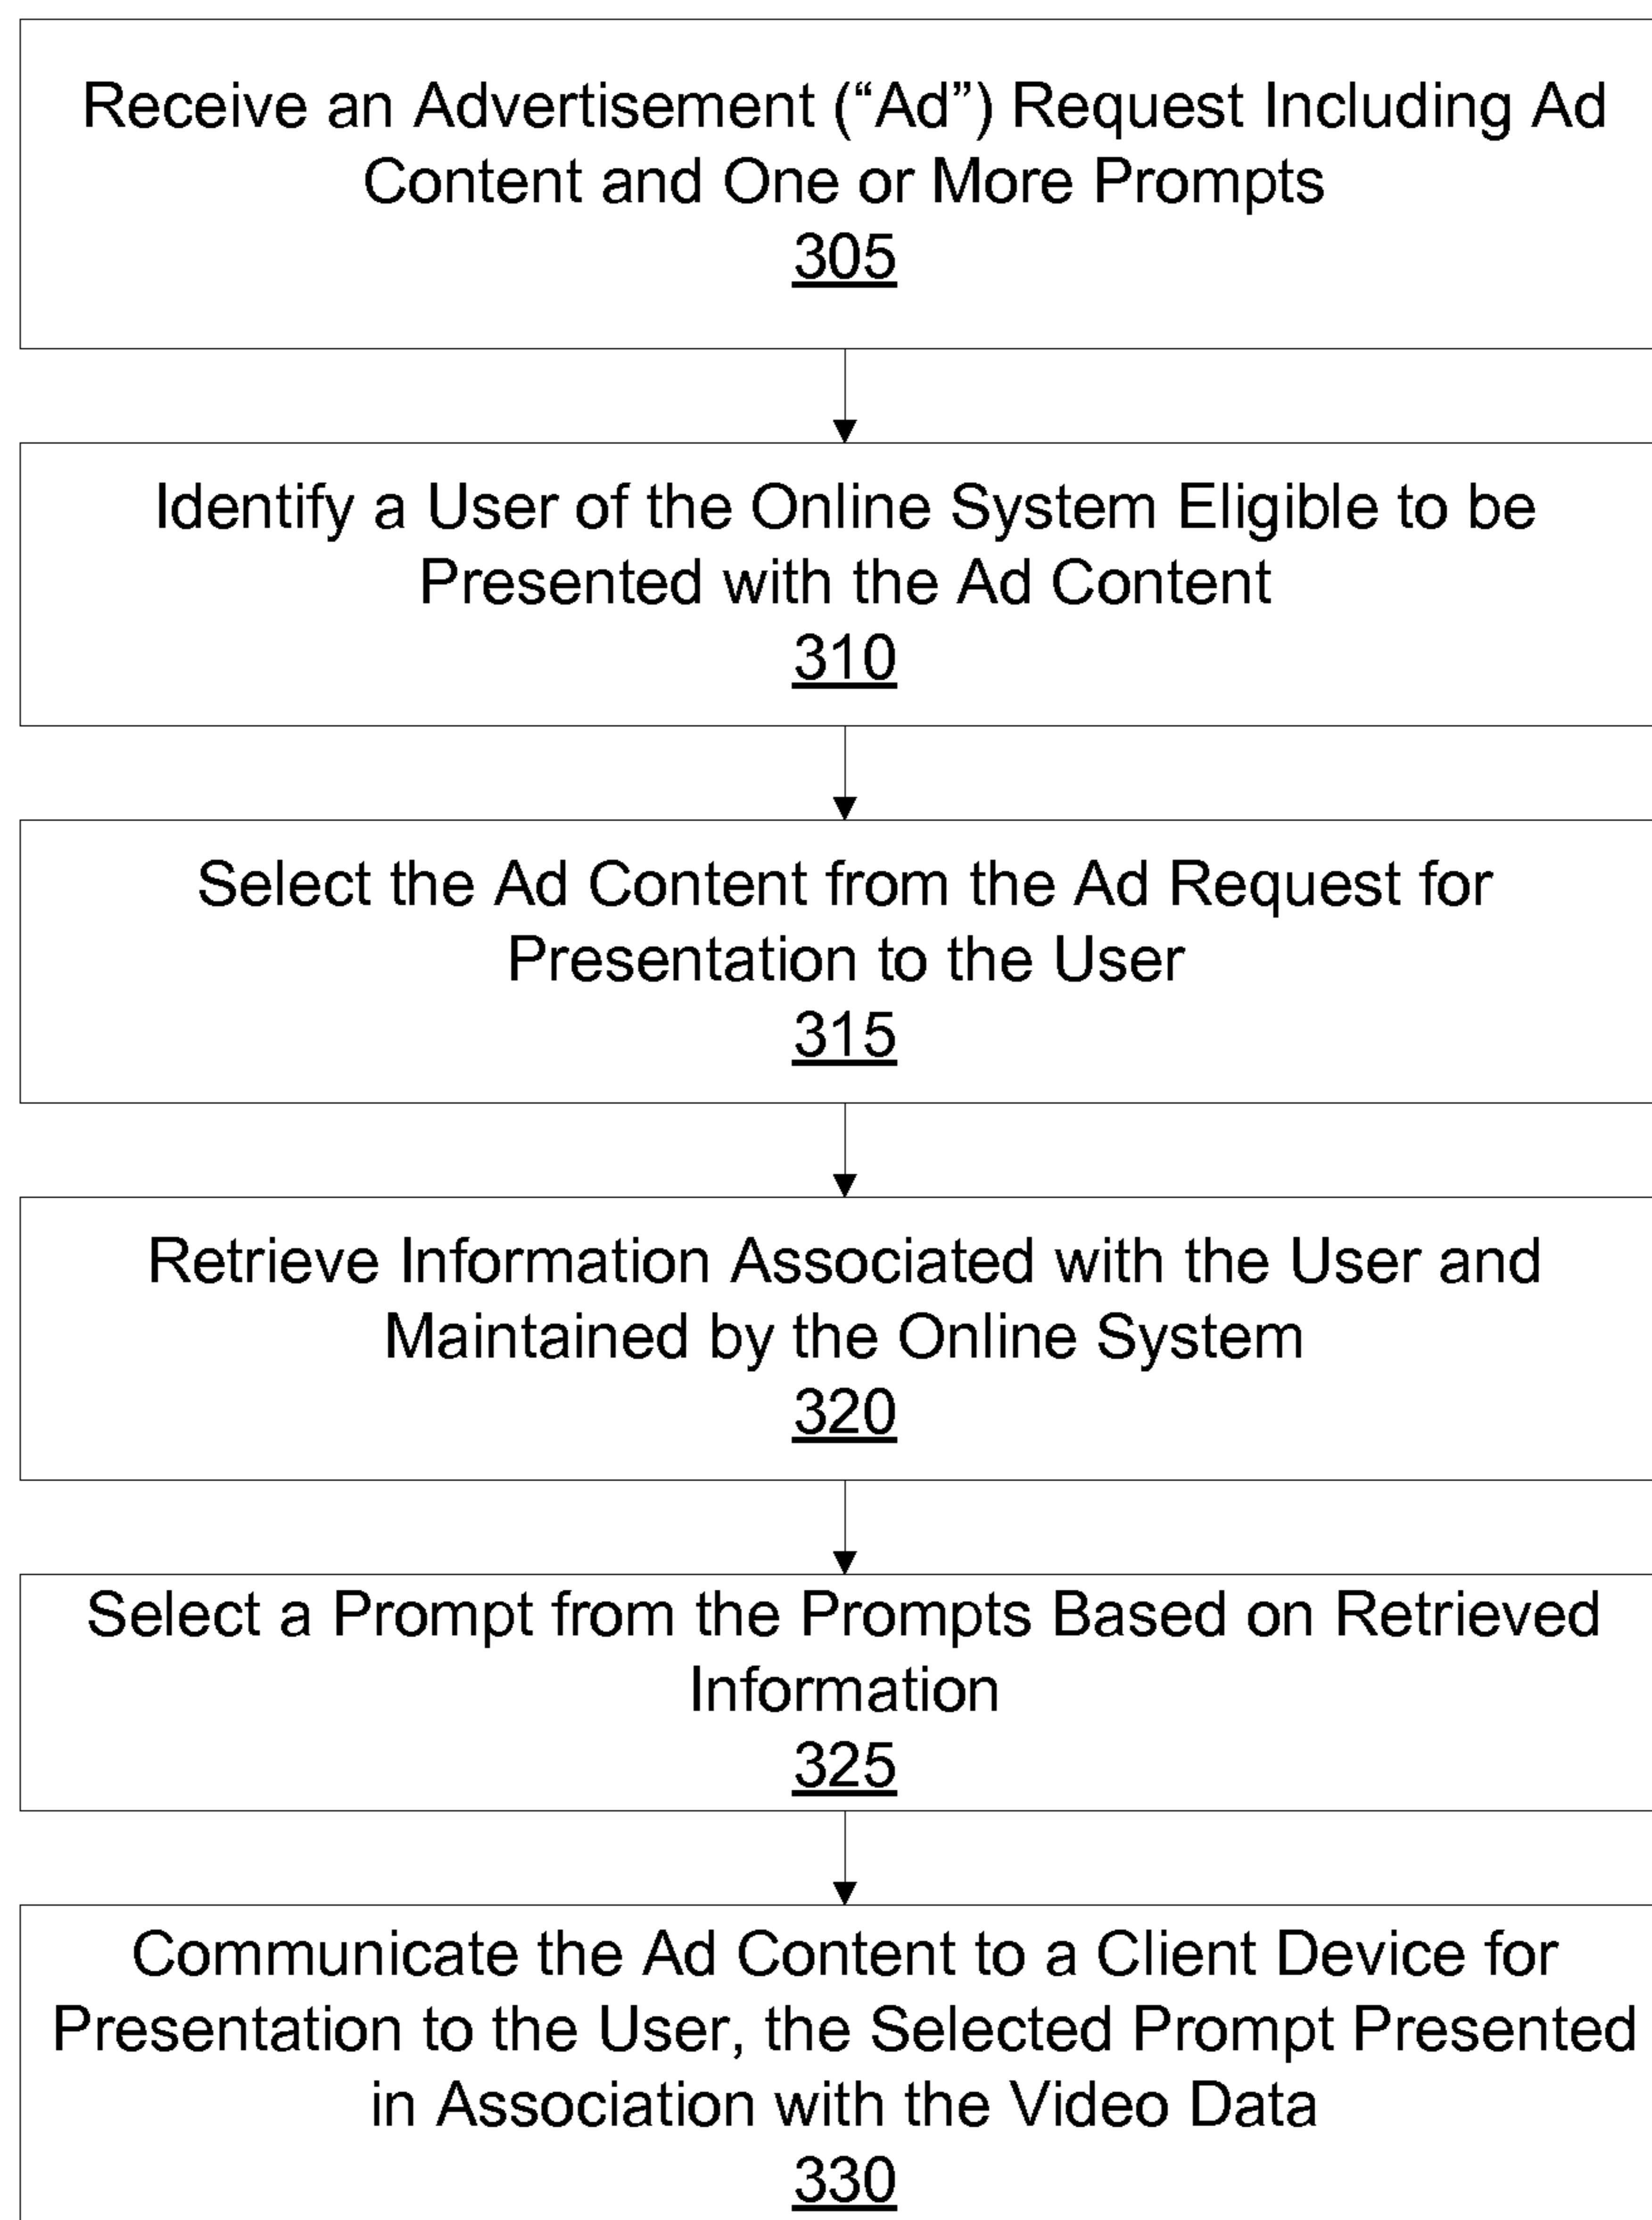 Receive an Advertisement (“Ad”) Request Including Ad
Content and One or More Prompts
305
Identify a User of the Online System Eligible to be
Presented with the Ad Content
310
Select the Ad Content from the Ad Request for
Presentation to the User
315
Retrieve Information Associated with the User and
Maintained by the Online System
320
Select a Prompt from the Prompts Based on Retrieved
Information
325
Communicate the Ad Content to a Client Device for
Presentation to the User, the Selected Prompt Presented
in Association with the Video Data
330